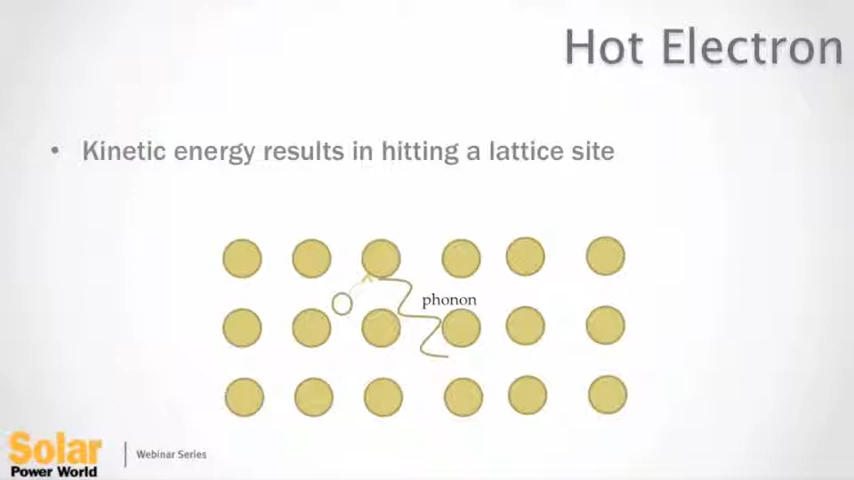 Hot Electron
• Kinetic energy results in hitting a lattice site
phonon
Solar
Power World
Webinar Series